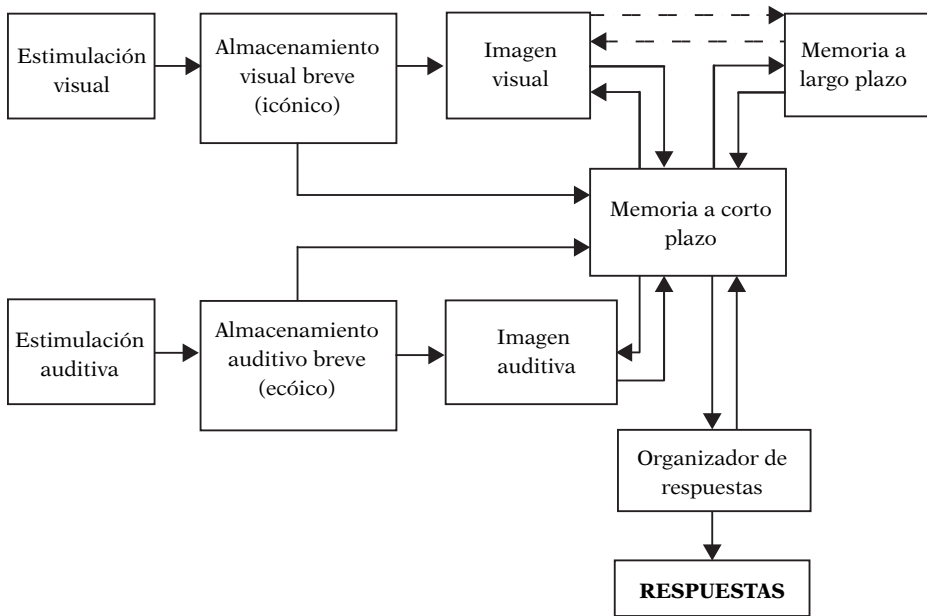 Estimulación
visual
Almacenamiento
visual breve
(icónico)
Imagen
visual
Memoria a
largo plazo
Memoria a corto
plazo
Estimulación
auditiva
Almacenamiento
auditivo breve
(ecóico)
Imagen
auditiva
Organizador de
respuestas
RESPUESTAS